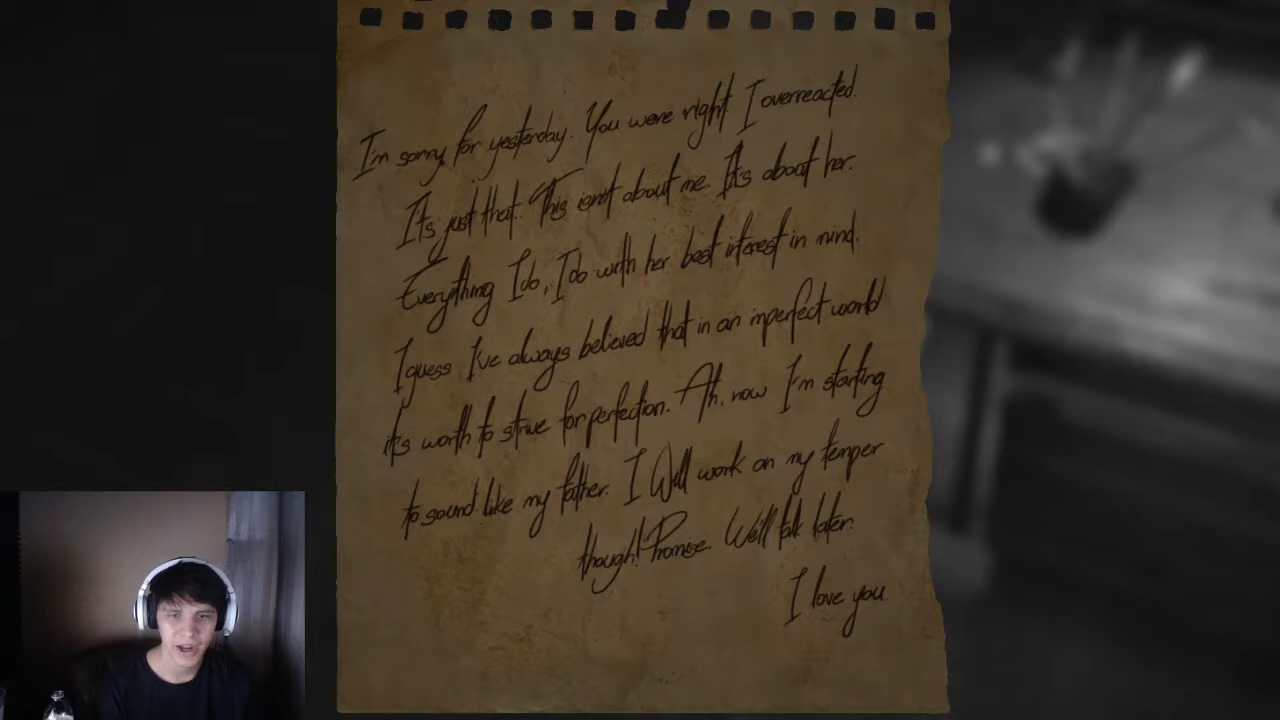 I'm sorry for yesterday. You were right I overreacted.
It's just that.. This isn't about me. It's about her.
Everything I do, I do with her best interest in mind.
I guess I've always believed that in an imperfect world
it's worth to strive for perfection. Ah, now I'm starting
to sound like my father. I Will work on my temper
though! Promise. We'll talk later.
I love you